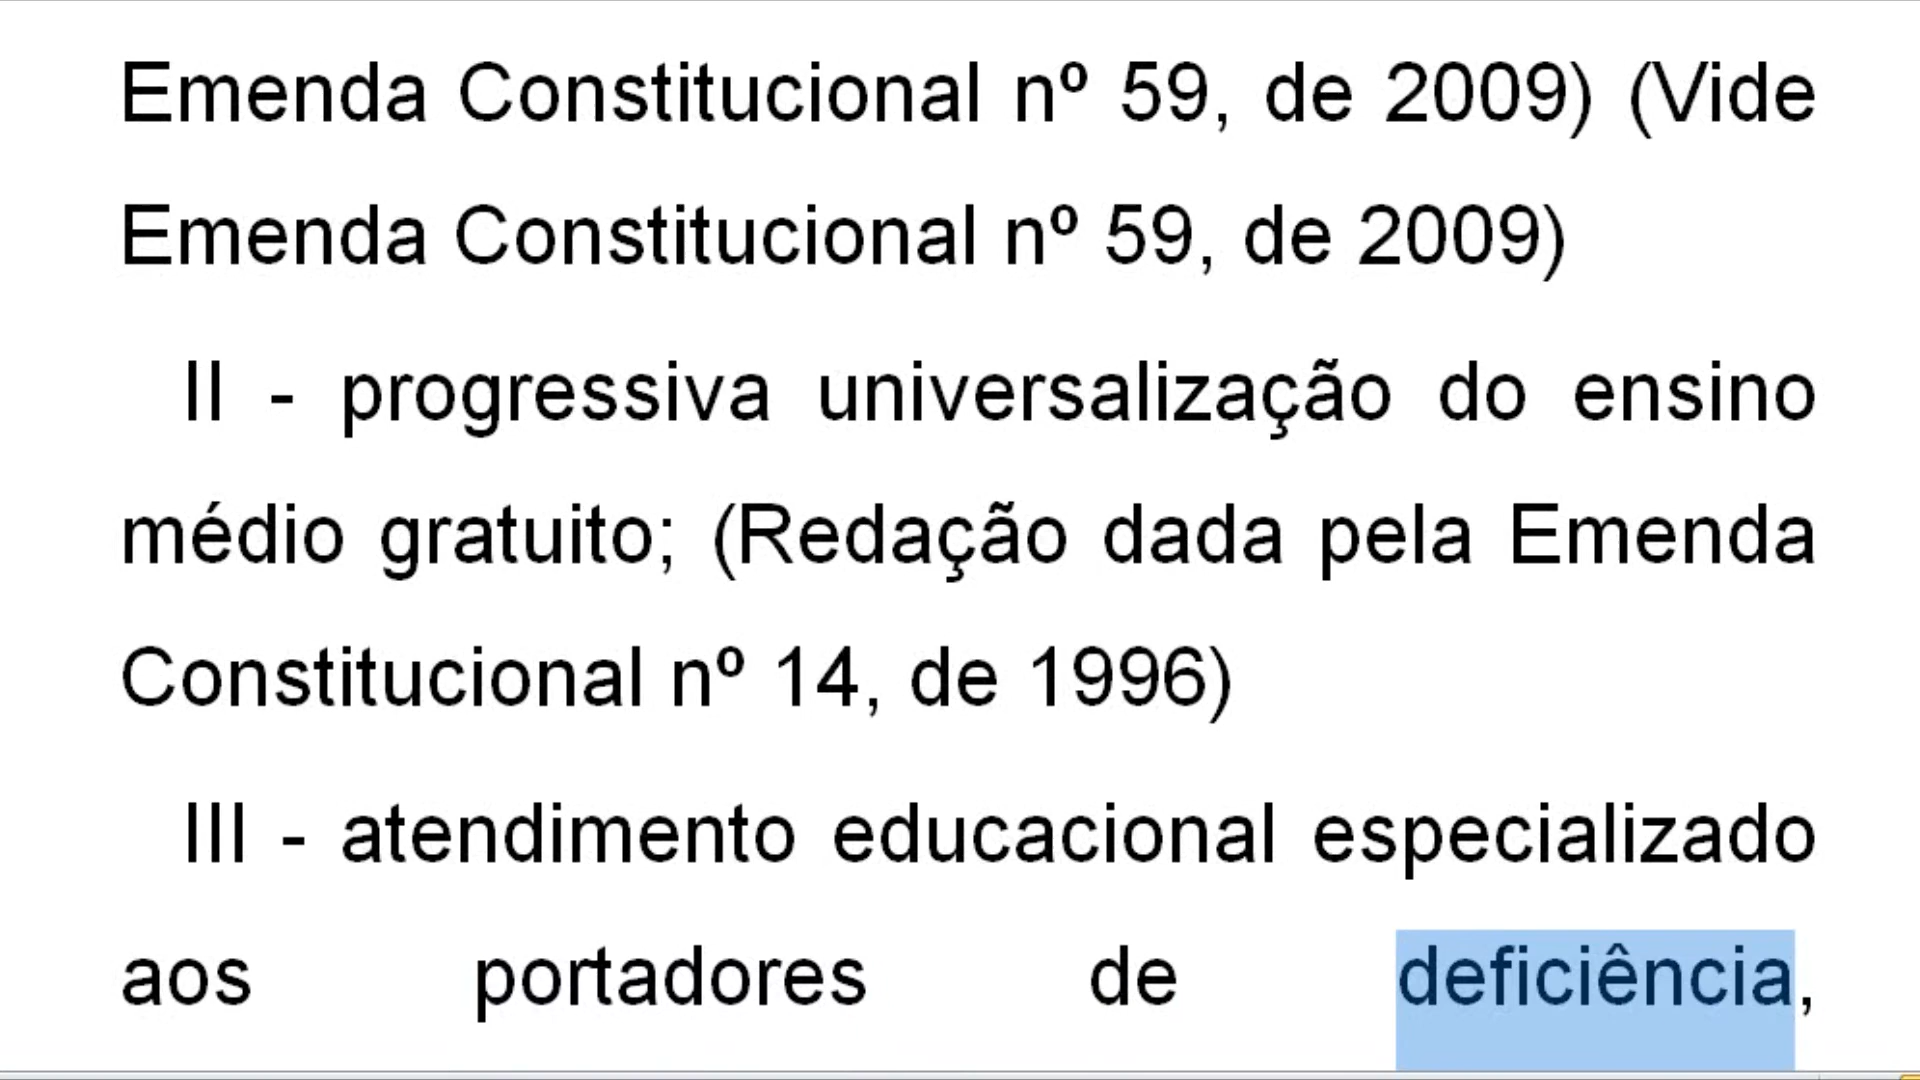 Emenda Constitucional nº 59, de 2009) (Vide
Emenda Constitucional nº 59, de 2009)
II - progressiva universalização do ensino
médio gratuito; (Redação dada pela Emenda
Constitucional nº 14, de 1996)
III - atendimento educacional especializado
aos portadores de deficiência,